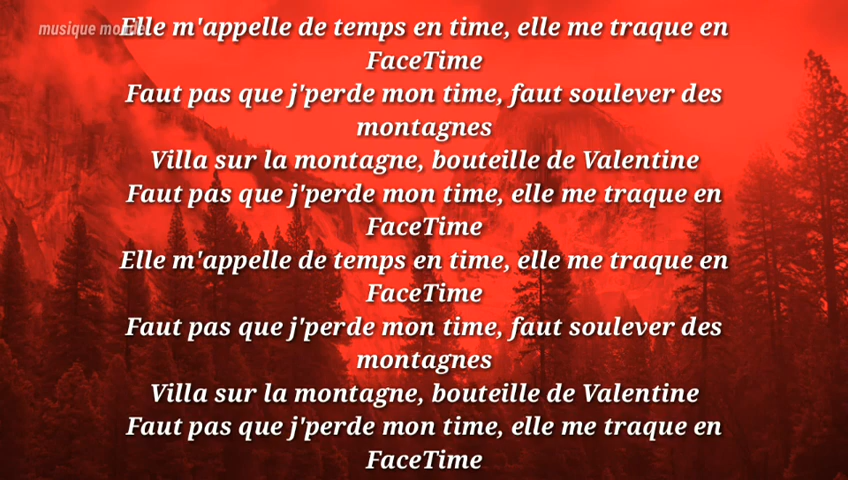 musique monde
Elle m'appelle de temps en time, elle me traque en
FaceTime
Faut pas que j'perde mon time, faut soulever des
montagnes
Villa sur la montagne, bouteille de Valentine
Faut pas que j'perde mon time, elle me traque en
FaceTime
Elle m'appelle de temps en time, elle me traque en
FaceTime
Faut pas que j'perde mon time, faut soulever des
montagnes
Villa sur la montagne, bouteille de Valentine
Faut pas que j'perde mon time, elle me traque en
FaceTime